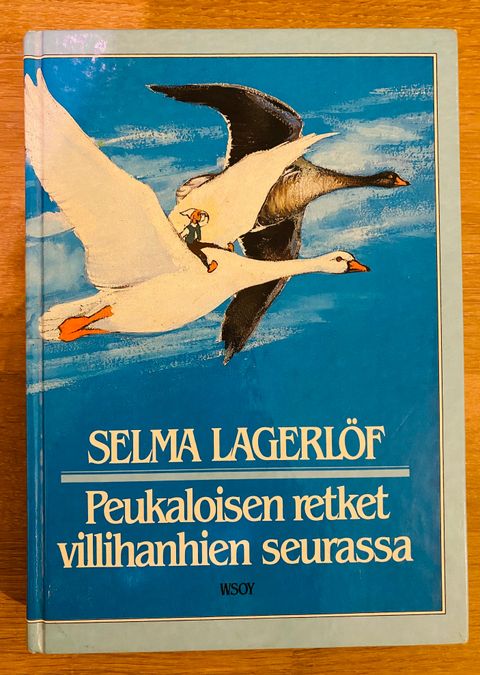 SELMA LAGERLÖF
Peukaloisen retket
villihanhien seurassa
WSOY